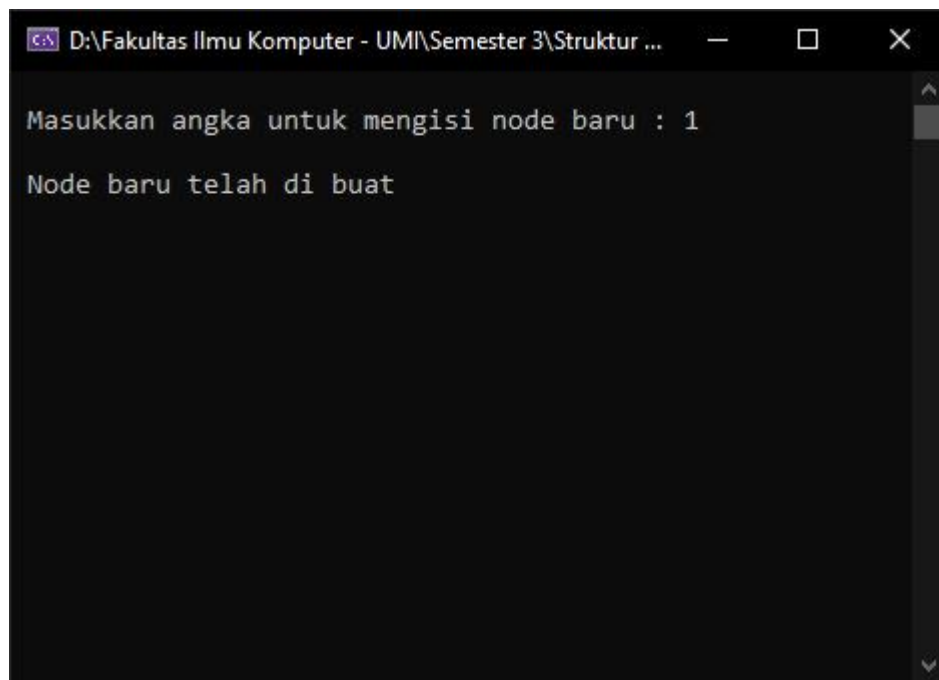 D:\Fakultas Ilmu Komputer - UMI\Semester 3\Struktur ...
Masukkan angka untuk mengisi node baru : 1
Node baru telah di buat